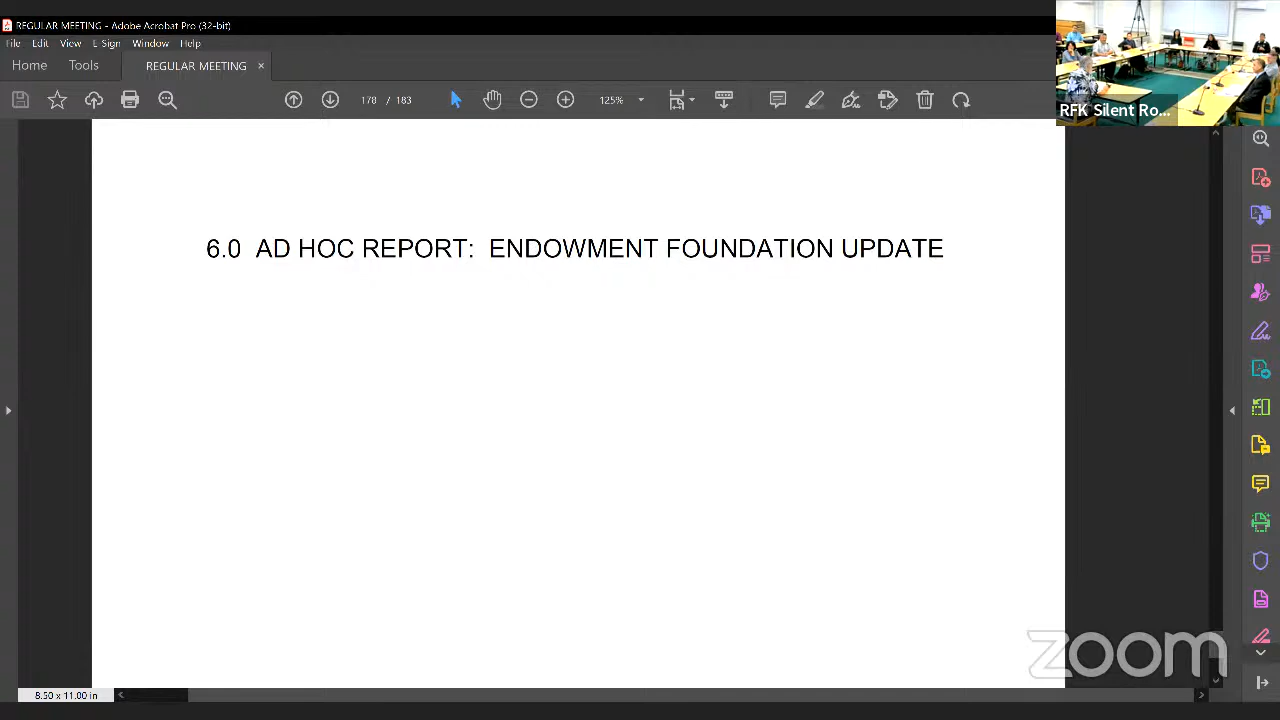 REGULAR MEETING - Adobe Acrobat Pro (32-bit)
File Edit View E-Sign Window Help
Home Tools REGULAR MEETING ×
178 / 183 125%
RFK Silent Ro...
6.0 AD HOC REPORT: ENDOWMENT FOUNDATION UPDATE
zoom
8.50 x 11.00 in